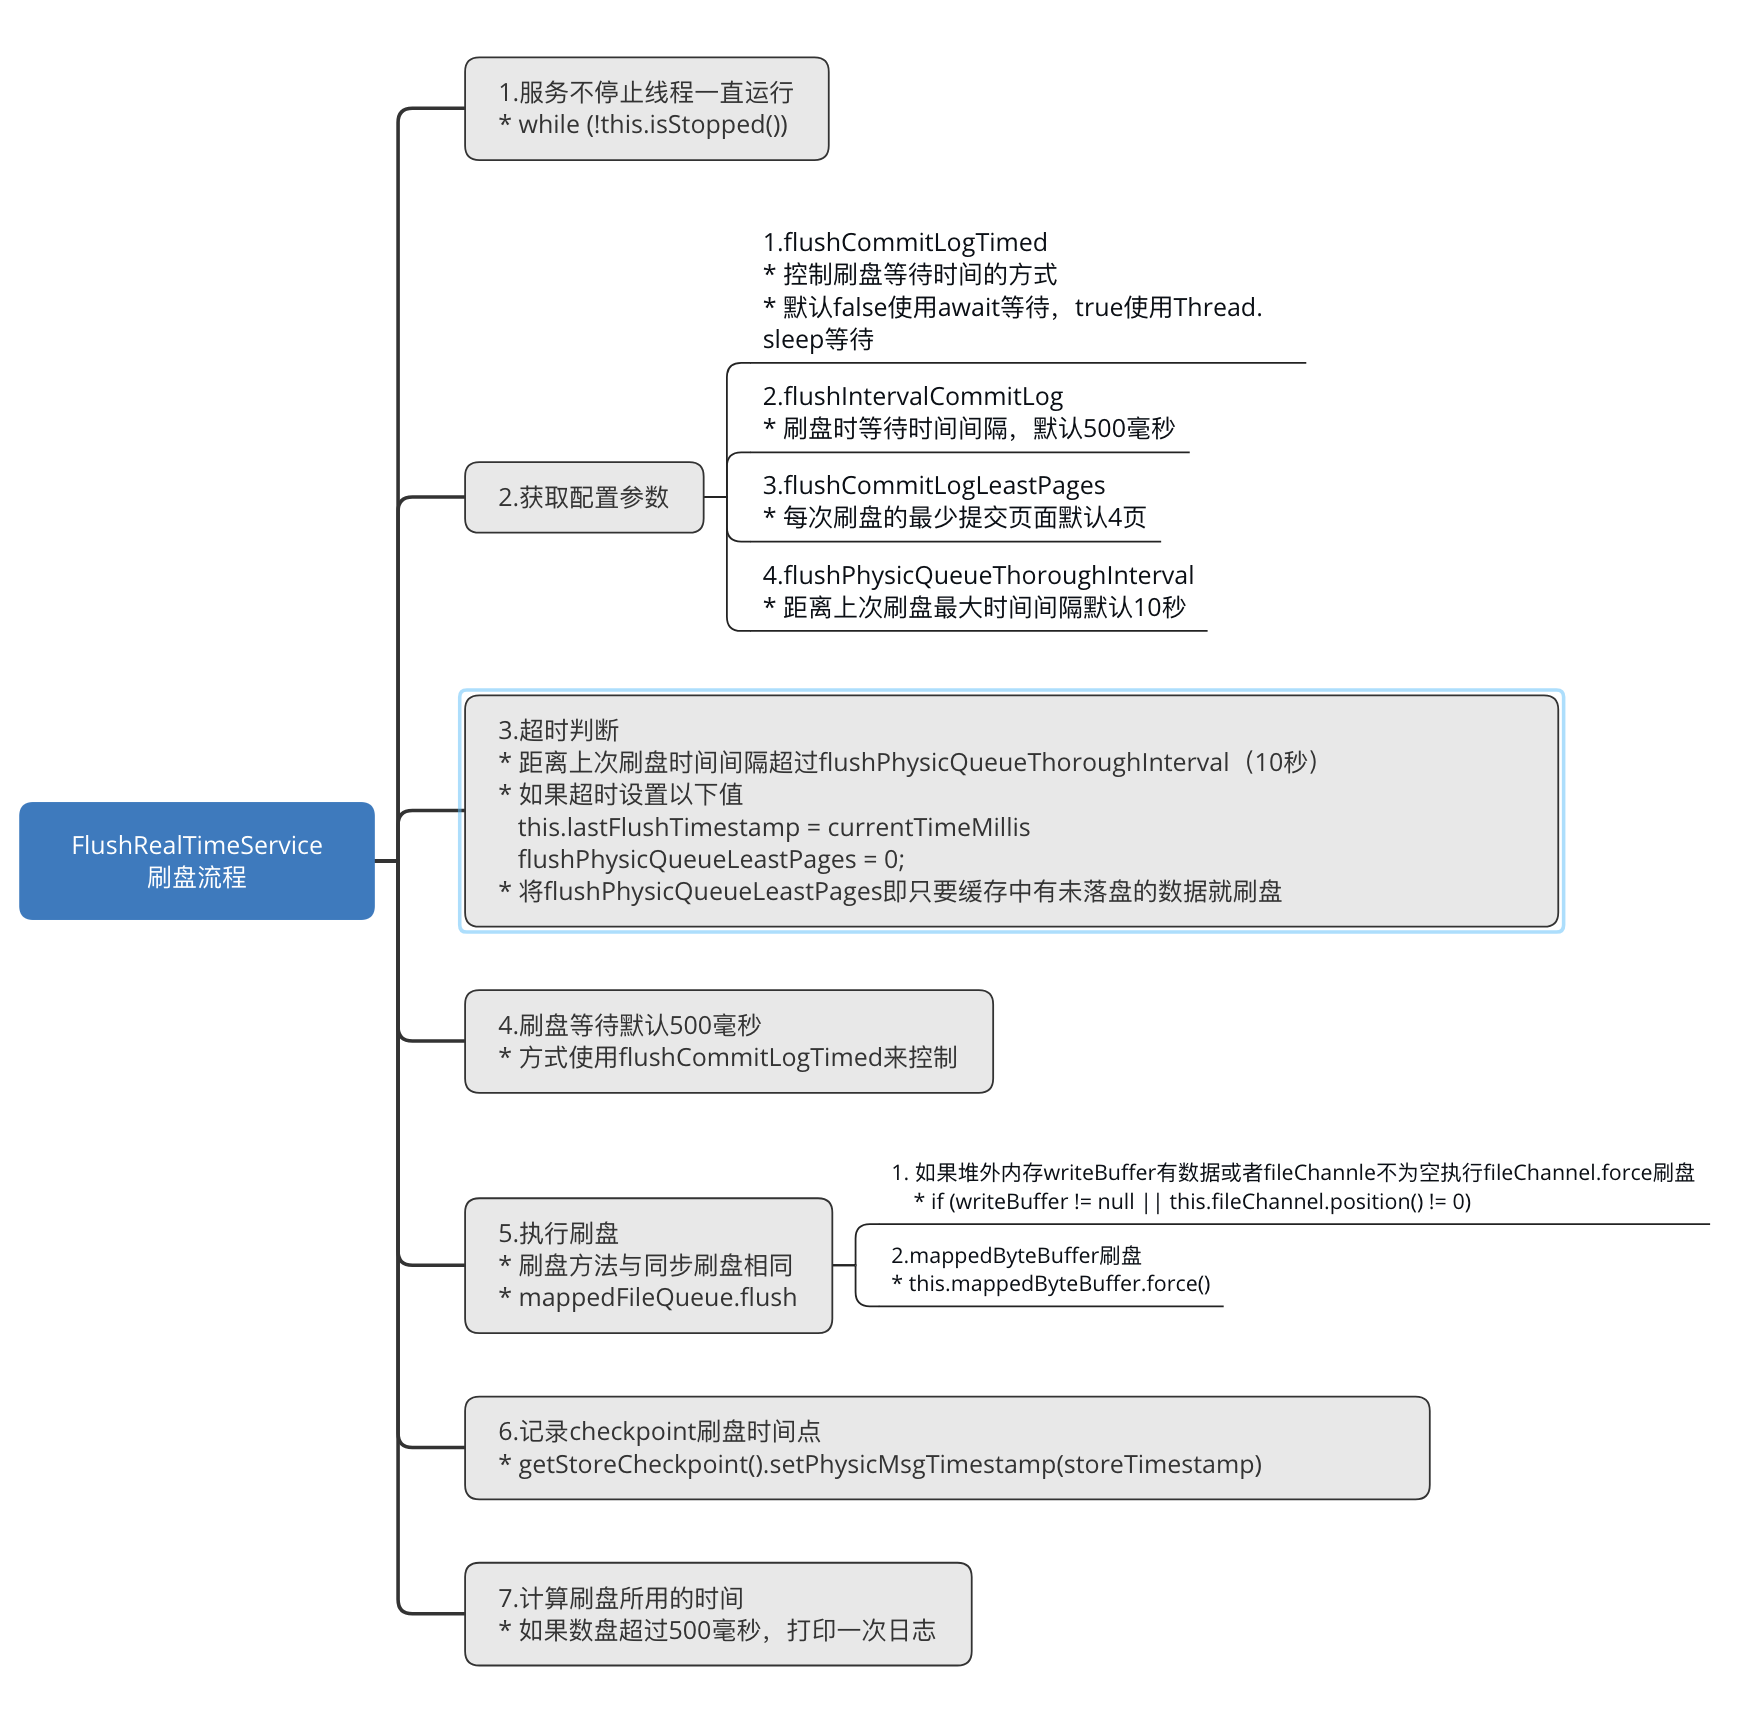 FlushRealTimeService
刷盘流程
1.服务不停止线程一直运行
* while (!this.isStopped())
2.获取配置参数
1.flushCommitLogTimed
* 控制刷盘等待时间的方式
* 默认false使用await等待，true使用Thread.
sleep等待
2.flushIntervalCommitLog
* 刷盘时等待时间间隔，默认500毫秒
3.flushCommitLogLeastPages
* 每次刷盘的最少提交页面默认4页
4.flushPhysicQueueThoroughInterval
* 距离上次刷盘最大时间间隔默认10秒
3.超时判断
* 距离上次刷盘时间间隔超过flushPhysicQueueThoroughInterval（10秒）
* 如果超时设置以下值
this.lastFlushTimestamp = currentTimeMillis
flushPhysicQueueLeastPages = 0;
* 将flushPhysicQueueLeastPages即只要缓存中有未落盘的数据就刷盘
4.刷盘等待默认500毫秒
* 方式使用flushCommitLogTimed来控制
5.执行刷盘
* 刷盘方法与同步刷盘相同
* mappedFileQueue.flush
1. 如果堆外内存writeBuffer有数据或者fileChannle不为空执行fileChannel.force刷盘
* if (writeBuffer != null || this.fileChannel.position() != 0)
2.mappedByteBuffer刷盘
* this.mappedByteBuffer.force()
6.记录checkpoint刷盘时间点
* getStoreCheckpoint().setPhysicMsgTimestamp(storeTimestamp)
7.计算刷盘所用的时间
* 如果数盘超过500毫秒，打印一次日志